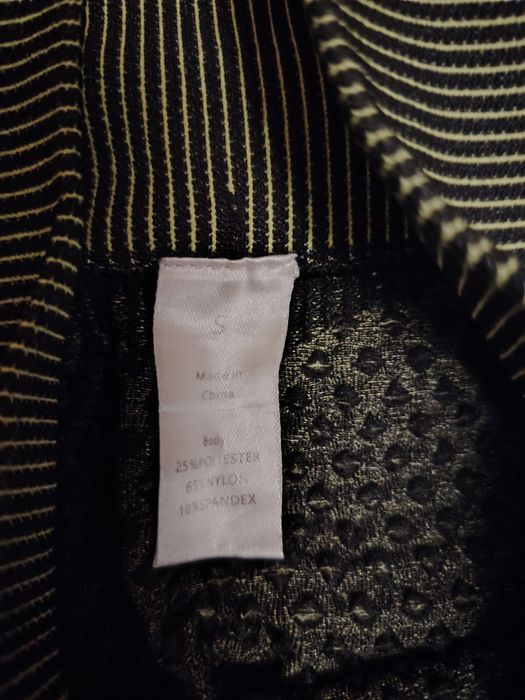 S
Made in
China
Body:
25%POLYESTER
65%NYLON
10%SPANDEX